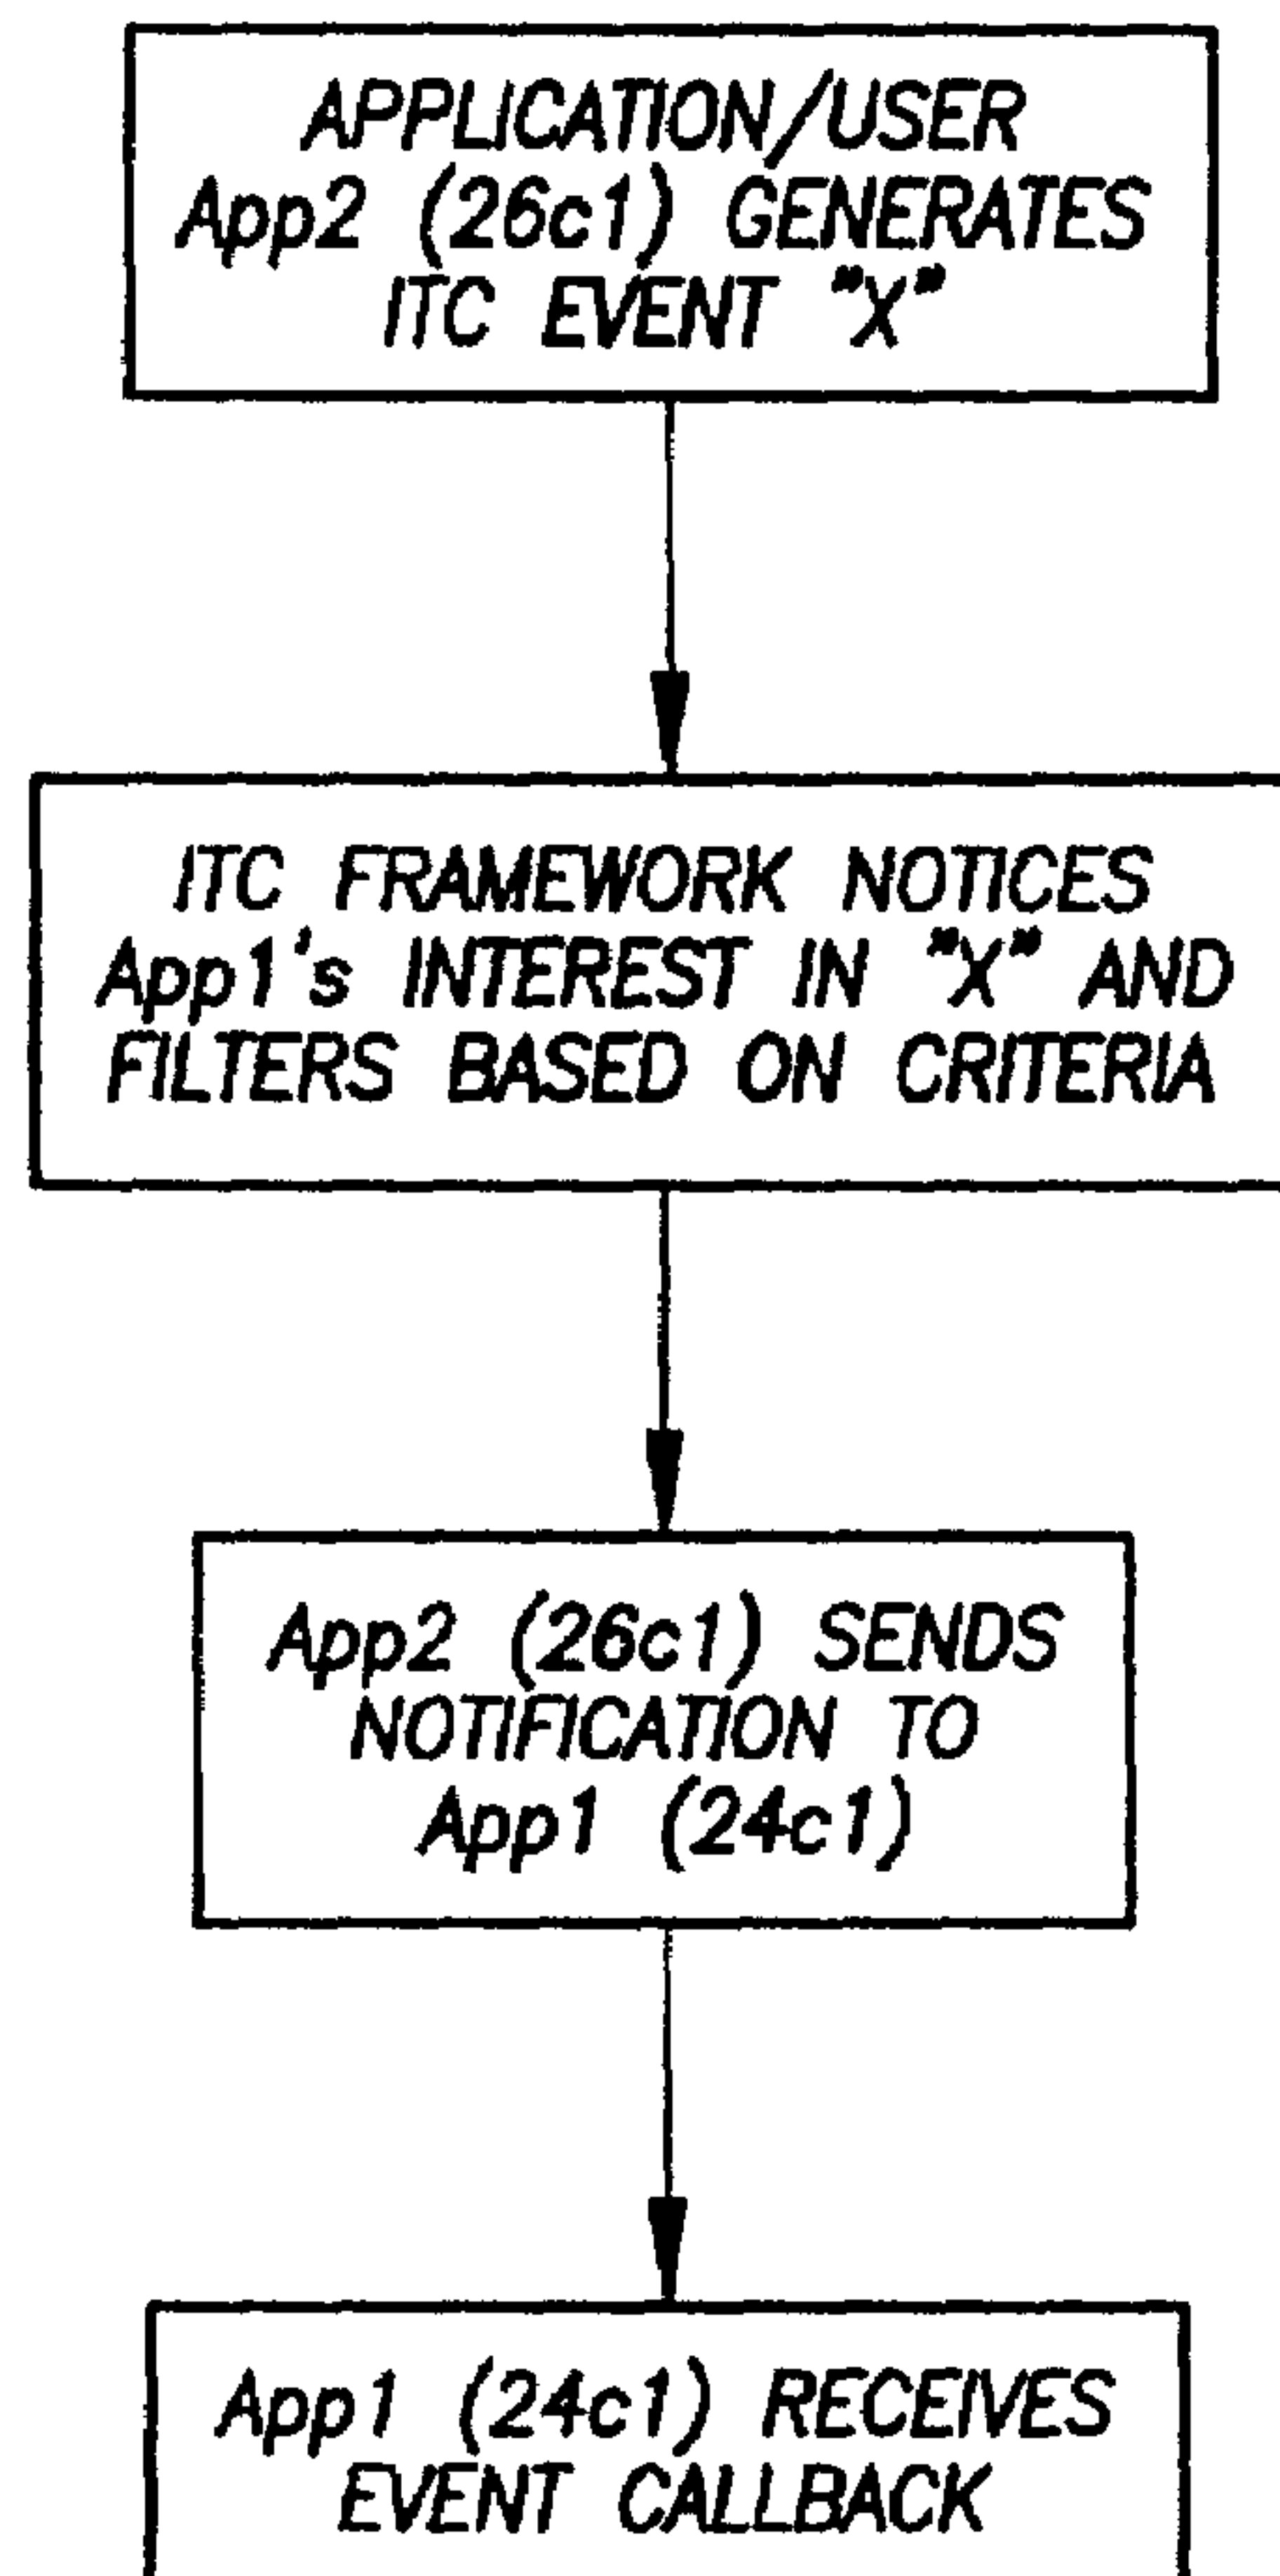 APPLICATION/USER
App2 (26c1) GENERATES
ITC EVENT "X"
ITC FRAMEWORK NOTICES
App1's INTEREST IN "X" AND
FILTERS BASED ON CRITERIA
App2 (26c1) SENDS
NOTIFICATION TO
App1 (24c1)
App1 (24c1) RECEIVES
EVENT CALLBACK